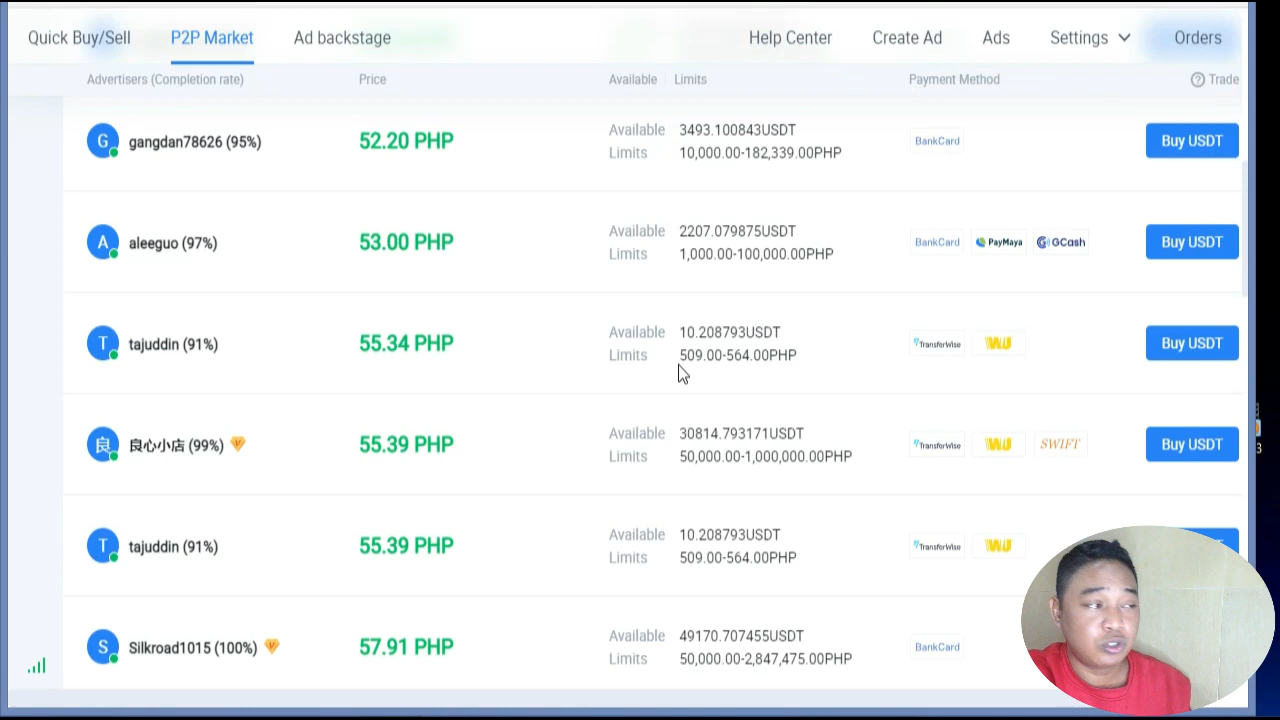 Quick Buy/Sell P2P Market Ad backstage Help Center Create Ad Ads Settings Orders
Advertisers (Completion rate) Price Available Limits Payment Method Trade
G gangdan78626 (95%) 52.20 PHP Available 3493.100843USDT BankCard Buy USDT
Limits 10,000.00-182,339.00PHP
A aleeguo (97%) 53.00 PHP Available 2207.079875USDT BankCard PayMaya GCash Buy USDT
Limits 1,000.00-100,000.00PHP
T tajuddin (91%) 55.34 PHP Available 10.208793USDT TransferWise WU Buy USDT
Limits 509.00-564.00PHP
良 良心小店 (99%) 55.39 PHP Available 30814.793171USDT TransferWise WU SWIFT Buy USDT
Limits 50,000.00-1,000,000.00PHP
T tajuddin (91%) 55.39 PHP Available 10.208793USDT TransferWise WU
Limits 509.00-564.00PHP
S Silkroad1015 (100%) 57.91 PHP Available 49170.707455USDT BankCard
Limits 50,000.00-2,847,475.00PHP